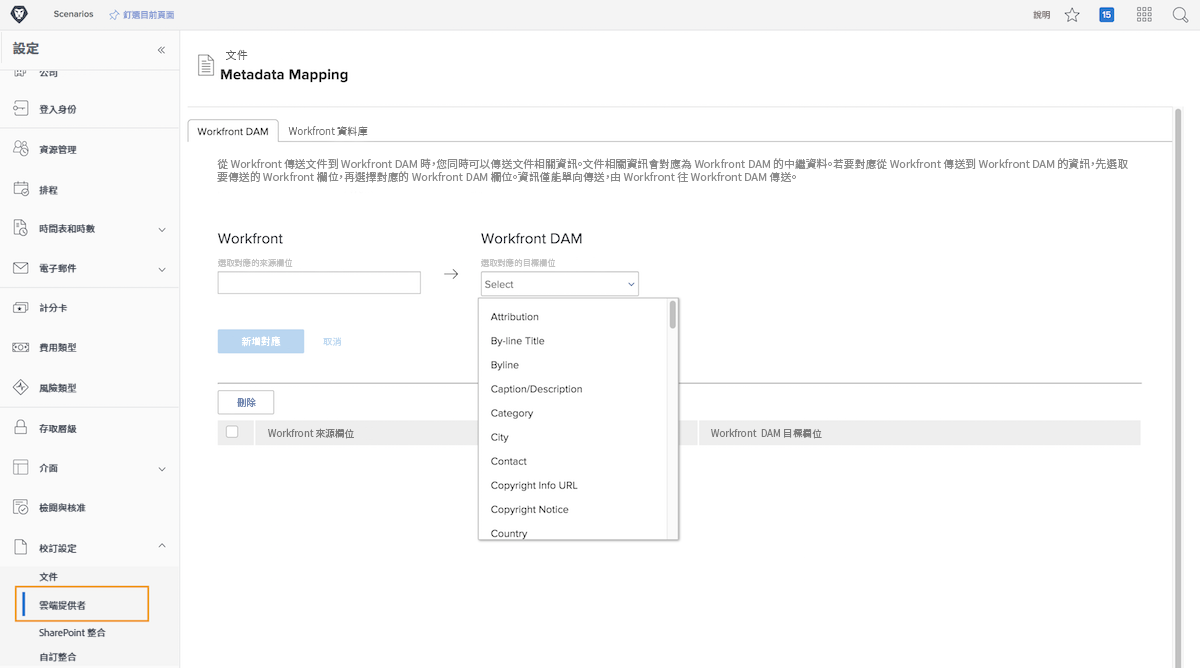 Scenarios
釘選目前頁面
說明
15
設定
公司
登入身份
資源管理
排程
時間表和時數
電子郵件
計分卡
費用類型
風險類型
存取層級
介面
檢閱與核准
校訂設定
文件
雲端提供者
SharePoint 整合
自訂整合
文件
Metadata Mapping
Workfront DAM
Workfront 資料庫
從 Workfront 傳送文件到 Workfront DAM 時，您同時可以傳送文件相關資訊。文件相關資訊會對應為 Workfront DAM 的中繼資料。若要對應從 Workfront 傳送到 Workfront DAM 的資訊，先選取
要傳送的 Workfront 欄位，再選擇對應的 Workfront DAM 欄位。資訊僅能單向傳送，由 Workfront 往 Workfront DAM 傳送。
Workfront
Workfront DAM
選取對應的來源欄位
選取對應的目標欄位
Select
Attribution
By-line Title
Byline
Caption/Description
Category
City
Contact
Copyright Info URL
Copyright Notice
Country
新增對應
取消
刪除
Workfront 來源欄位
Workfront DAM 目標欄位